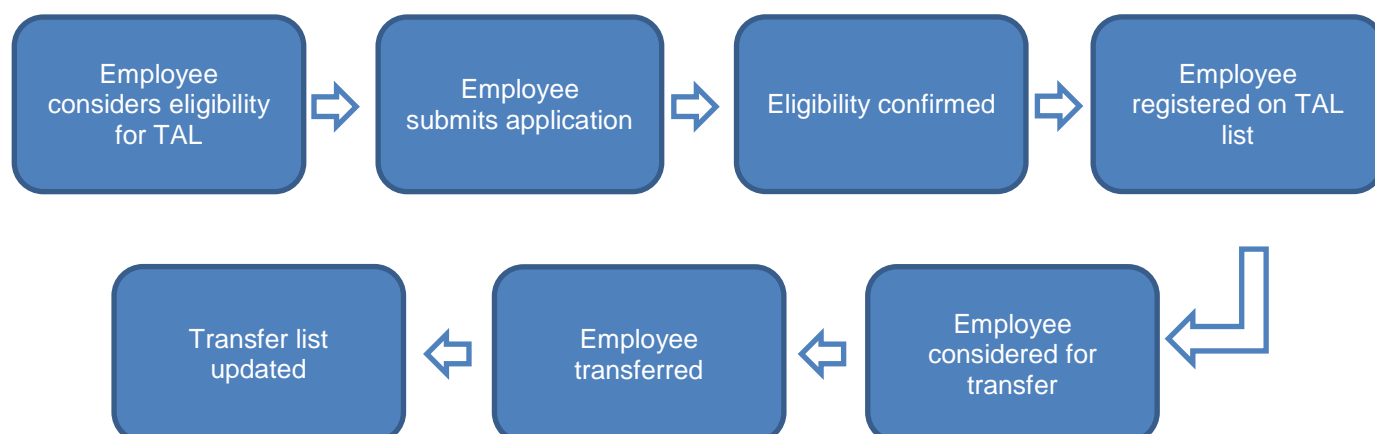 Employee
considers eligibility
for TAL
Employee
submits application
Eligibility confirmed
Employee
registered on TAL
list
Employee
considered for
transfer
Employee
transferred
Transfer list
updated